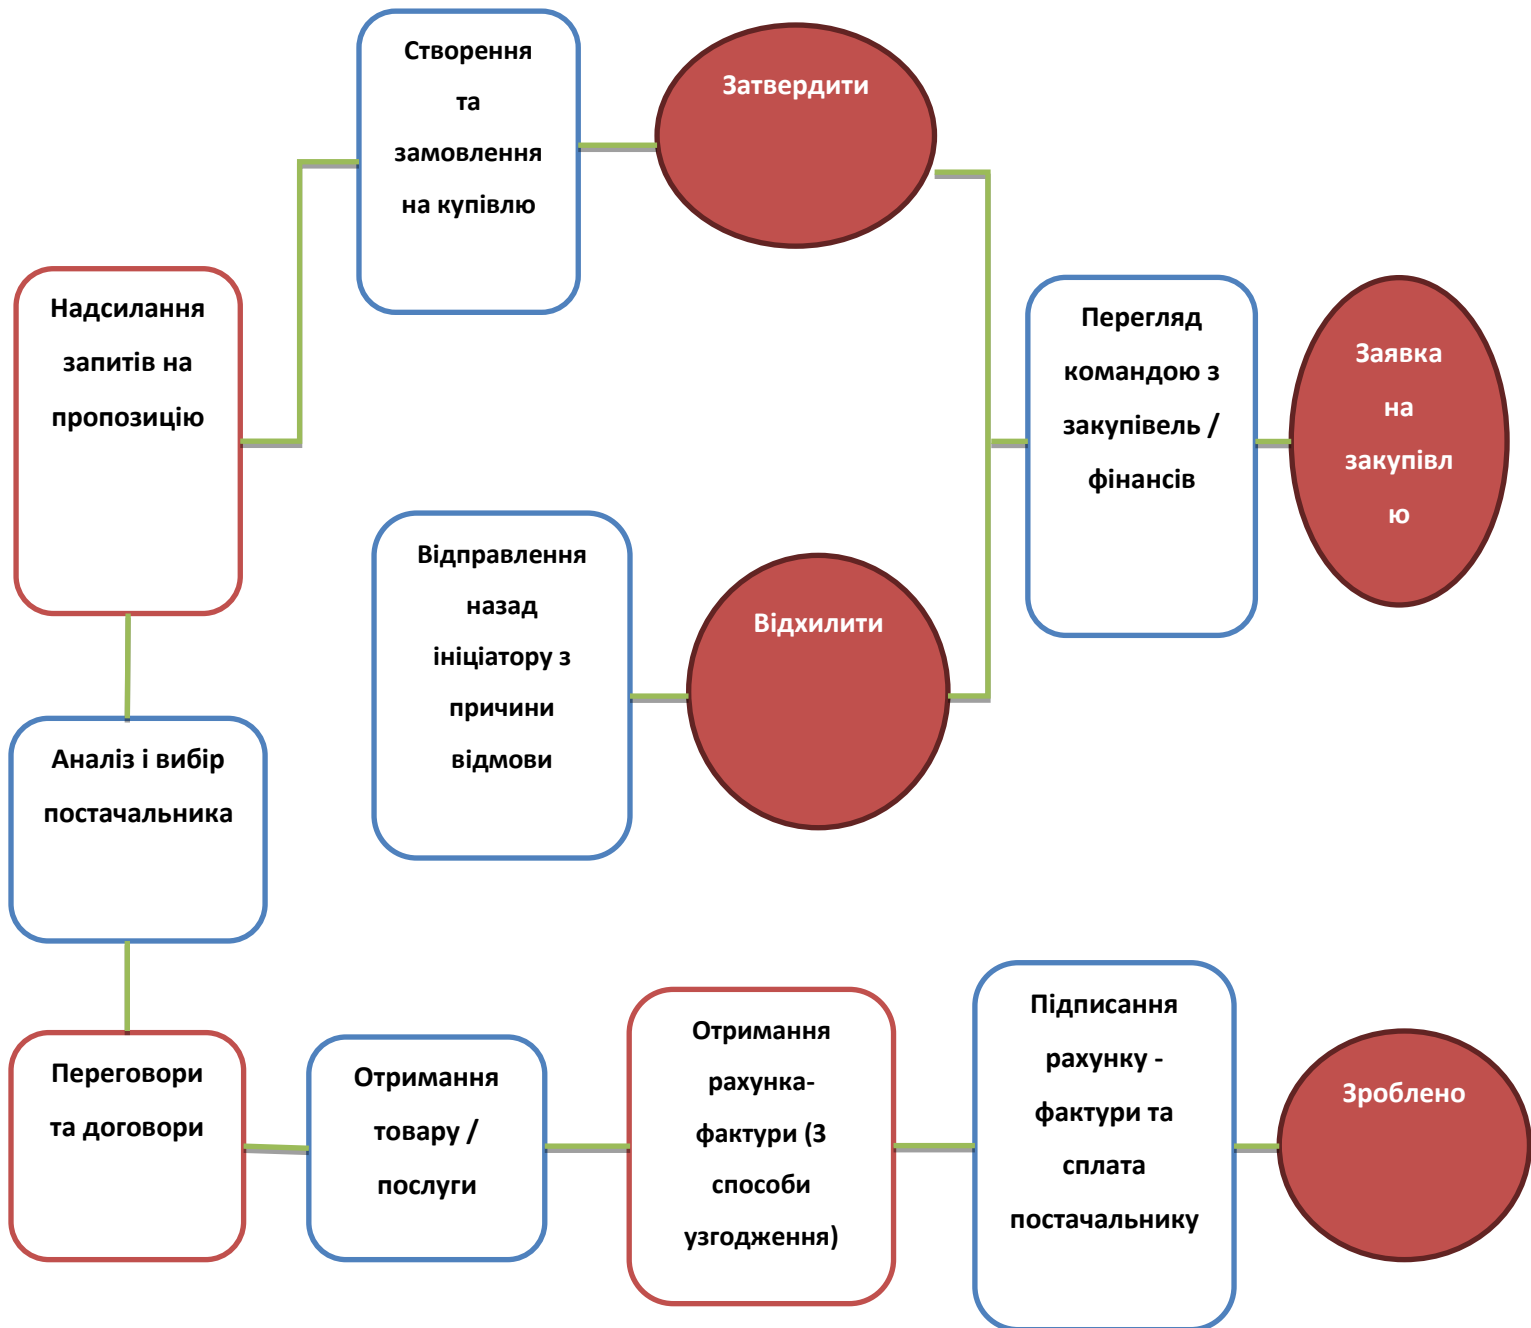 Створення
та
замовлення
на купівлю
Затвердити
Надсилання
запитів на
пропозицію
Перегляд
командою з
закупівель /
фінансів
Заявка
на
закупівл
ю
Відправлення
назад
ініціатору з
причини
відмови
Відхилити
Аналіз і вибір
постачальника
Переговори
та договори
Отримання
товару /
послуги
Отримання
рахунка-
фактури (3
способи
узгодження)
Підписання
рахунку -
фактури та
сплата
постачальнику
Зроблено